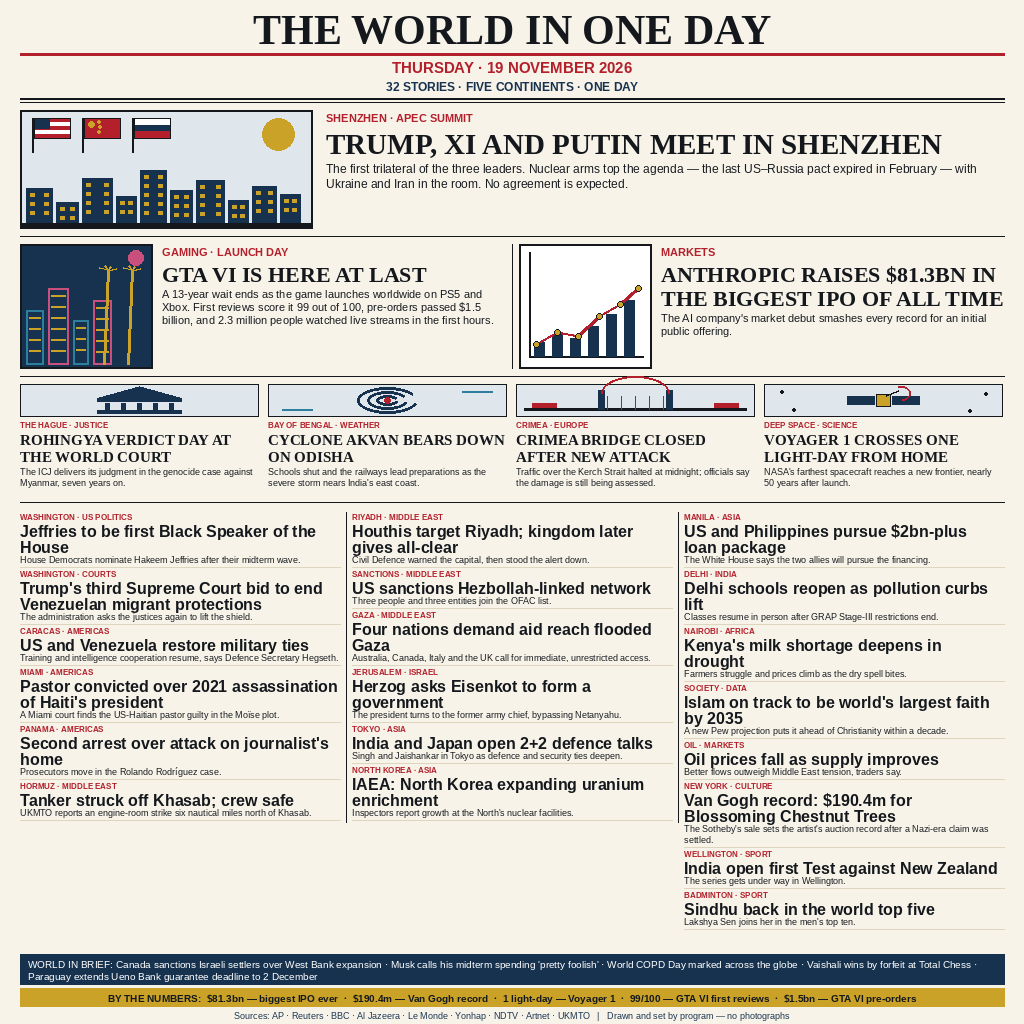 THE WORLD IN ONE DAY
THURSDAY · 19 NOVEMBER 2026
32 STORIES · FIVE CONTINENTS · ONE DAY
SHENZHEN · APEC SUMMIT
TRUMP, XI AND PUTIN MEET IN SHENZHEN
The first trilateral of the three leaders. Nuclear arms top the agenda — the last US–Russia pact expired in February — with
Ukraine and Iran in the room. No agreement is expected.
GAMING · LAUNCH DAY
GTA VI IS HERE AT LAST
A 13-year wait ends as the game launches worldwide on PS5 and
Xbox. First reviews score it 99 out of 100, pre-orders passed $1.5
billion, and 2.3 million people watched live streams in the first hours.
MARKETS
ANTHROPIC RAISES $81.3BN IN
THE BIGGEST IPO OF ALL TIME
The AI company's market debut smashes every record for an initial
public offering.
THE HAGUE · JUSTICE
ROHINGYA VERDICT DAY AT
THE WORLD COURT
The ICJ delivers its judgment in the genocide case against
Myanmar, seven years on.
BAY OF BENGAL · WEATHER
CYCLONE AKVAN BEARS DOWN
ON ODISHA
Schools shut and the railways lead preparations as the
severe storm nears India's east coast.
CRIMEA · EUROPE
CRIMEA BRIDGE CLOSED
AFTER NEW ATTACK
Traffic over the Kerch Strait halted at midnight; officials say
the damage is still being assessed.
DEEP SPACE · SCIENCE
VOYAGER 1 CROSSES ONE
LIGHT-DAY FROM HOME
NASA's farthest spacecraft reaches a new frontier, nearly
50 years after launch.
WASHINGTON · US POLITICS
Jeffries to be first Black Speaker of the
House
House Democrats nominate Hakeem Jeffries after their midterm wave.
WASHINGTON · COURTS
Trump's third Supreme Court bid to end
Venezuelan migrant protections
The administration asks the justices again to lift the shield.
CARACAS · AMERICAS
US and Venezuela restore military ties
Training and intelligence cooperation resume, says Defence Secretary Hegseth.
MIAMI · AMERICAS
Pastor convicted over 2021 assassination
of Haiti's president
A Miami court finds the US-Haitian pastor guilty in the Moïse plot.
PANAMA · AMERICAS
Second arrest over attack on journalist's
home
Prosecutors move in the Rolando Rodríguez case.
HORMUZ · MIDDLE EAST
Tanker struck off Khasab; crew safe
UKMTO reports an engine-room strike six nautical miles north of Khasab.
RIYADH · MIDDLE EAST
Houthis target Riyadh; kingdom later
gives all-clear
Civil Defence warned the capital, then stood the alert down.
SANCTIONS · MIDDLE EAST
US sanctions Hezbollah-linked network
Three people and three entities join the OFAC list.
GAZA · MIDDLE EAST
Four nations demand aid reach flooded
Gaza
Australia, Canada, Italy and the UK call for immediate, unrestricted access.
JERUSALEM · ISRAEL
Herzog asks Eisenkot to form a
government
The president turns to the former army chief, bypassing Netanyahu.
TOKYO · ASIA
India and Japan open 2+2 defence talks
Singh and Jaishankar in Tokyo as defence and security ties deepen.
NORTH KOREA · ASIA
IAEA: North Korea expanding uranium
enrichment
Inspectors report growth at the North's nuclear facilities.
MANILA · ASIA
US and Philippines pursue $2bn-plus
loan package
The White House says the two allies will pursue the financing.
DELHI · INDIA
Delhi schools reopen as pollution curbs
lift
Classes resume in person after GRAP Stage-III restrictions end.
NAIROBI · AFRICA
Kenya's milk shortage deepens in
drought
Farmers struggle and prices climb as the dry spell bites.
SOCIETY · DATA
Islam on track to be world's largest faith
by 2035
A new Pew projection puts it ahead of Christianity within a decade.
OIL · MARKETS
Oil prices fall as supply improves
Better flows outweigh Middle East tension, traders say.
NEW YORK · CULTURE
Van Gogh record: $190.4m for
Blossoming Chestnut Trees
The Sotheby's sale sets the artist's auction record after a Nazi-era claim was
settled.
WELLINGTON · SPORT
India open first Test against New Zealand
The series gets under way in Wellington.
BADMINTON · SPORT
Sindhu back in the world top five
Lakshya Sen joins her in the men's top ten.
WORLD IN BRIEF: Canada sanctions Israeli settlers over West Bank expansion · Musk calls his midterm spending 'pretty foolish' · World COPD Day marked across the globe · Vaishali wins by forfeit at Total Chess ·
Paraguay extends Ueno Bank guarantee deadline to 2 December
BY THE NUMBERS: $81.3bn — biggest IPO ever · $190.4m — Van Gogh record · 1 light-day — Voyager 1 · 99/100 — GTA VI first reviews · $1.5bn — GTA VI pre-orders
Sources: AP · Reuters · BBC · Al Jazeera · Le Monde · Yonhap · NDTV · Artnet · UKMTO | Drawn and set by program — no photographs